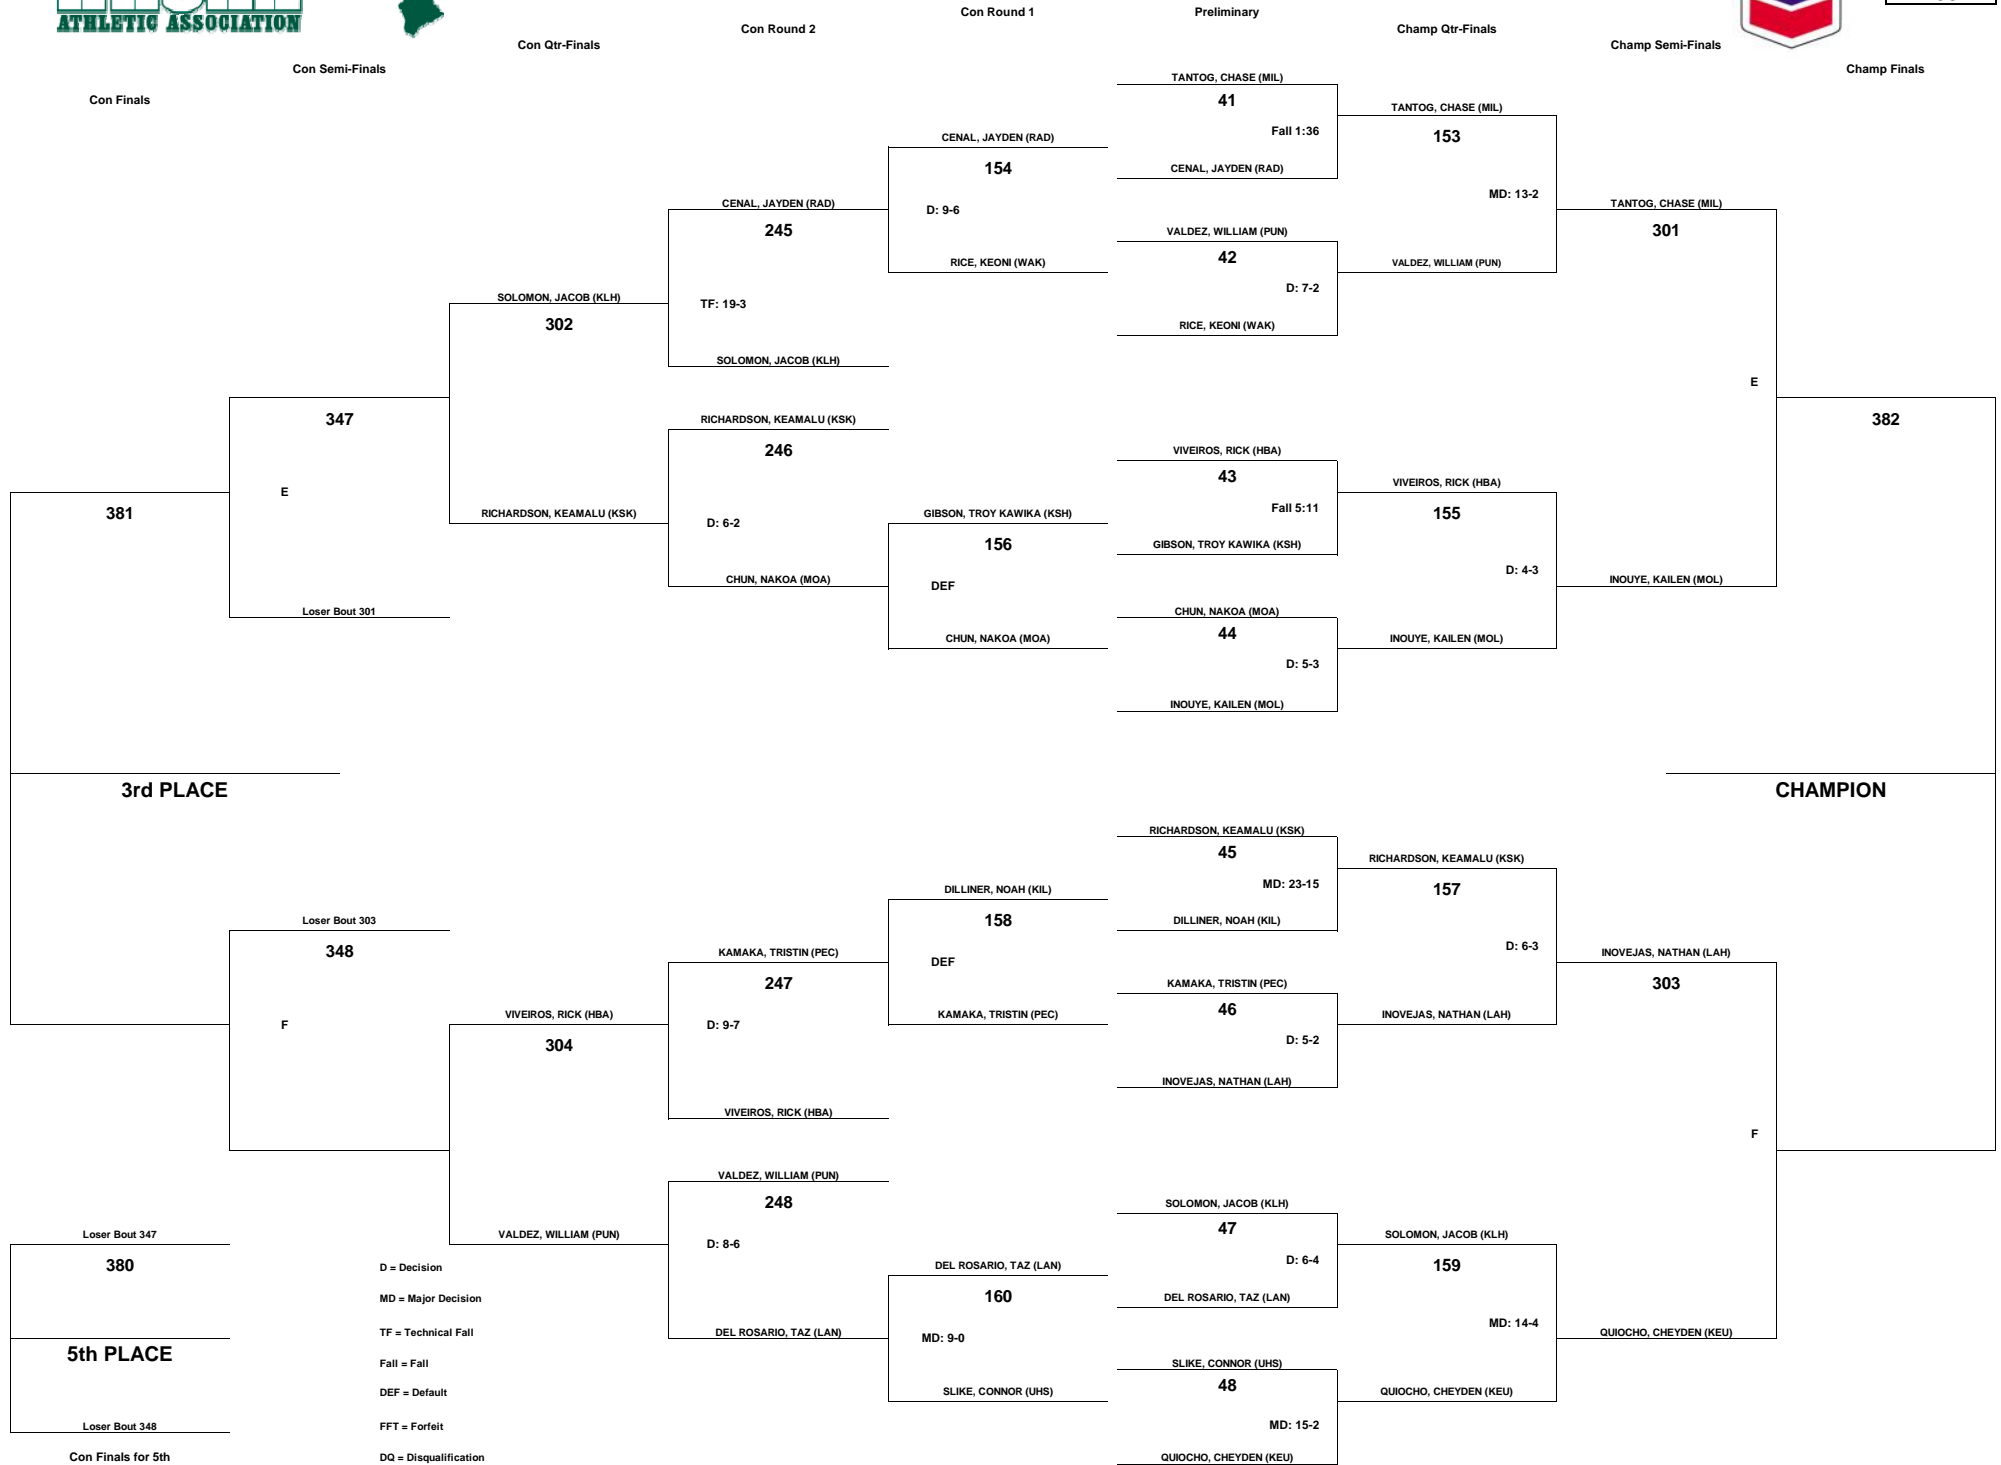 ATHLETIC ASSOCIATION
Con Finals
Con Semi-Finals
Con Qtr-Finals
Con Round 2
Con Round 1
Preliminary
Champ Qtr-Finals
Champ Semi-Finals
Champ Finals
TANTOG, CHASE (MIL)
41
Fall 1:36
CENAL, JAYDEN (RAD)
VALDEZ, WILLIAM (PUN)
42
D: 7-2
RICE, KEONI (WAK)
VIVEIROS, RICK (HBA)
43
Fall 5:11
GIBSON, TROY KAWIKA (KSH)
CHUN, NAKOA (MOA)
44
D: 5-3
INOUYE, KAILEN (MOL)
RICHARDSON, KEAMALU (KSK)
45
MD: 23-15
DILLINER, NOAH (KIL)
KAMAKA, TRISTIN (PEC)
46
D: 5-2
INOVEJAS, NATHAN (LAH)
SOLOMON, JACOB (KLH)
47
D: 6-4
DEL ROSARIO, TAZ (LAN)
SLIKE, CONNOR (UHS)
48
MD: 15-2
QUIOCHO, CHEYDEN (KEU)
TANTOG, CHASE (MIL)
153
MD: 13-2
VALDEZ, WILLIAM (PUN)
VIVEIROS, RICK (HBA)
155
D: 4-3
INOUYE, KAILEN (MOL)
RICHARDSON, KEAMALU (KSK)
157
D: 6-3
INOVEJAS, NATHAN (LAH)
SOLOMON, JACOB (KLH)
159
MD: 14-4
QUIOCHO, CHEYDEN (KEU)
TANTOG, CHASE (MIL)
301
E
INOUYE, KAILEN (MOL)
INOVEJAS, NATHAN (LAH)
303
F
QUIOCHO, CHEYDEN (KEU)
382
CHAMPION
CENAL, JAYDEN (RAD)
154
D: 9-6
RICE, KEONI (WAK)
GIBSON, TROY KAWIKA (KSH)
156
DEF
CHUN, NAKOA (MOA)
DILLINER, NOAH (KIL)
158
DEF
KAMAKA, TRISTIN (PEC)
DEL ROSARIO, TAZ (LAN)
160
MD: 9-0
SLIKE, CONNOR (UHS)
CENAL, JAYDEN (RAD)
245
TF: 19-3
SOLOMON, JACOB (KLH)
RICHARDSON, KEAMALU (KSK)
246
D: 6-2
CHUN, NAKOA (MOA)
KAMAKA, TRISTIN (PEC)
247
D: 9-7
VIVEIROS, RICK (HBA)
VALDEZ, WILLIAM (PUN)
248
D: 8-6
DEL ROSARIO, TAZ (LAN)
SOLOMON, JACOB (KLH)
302
RICHARDSON, KEAMALU (KSK)
VIVEIROS, RICK (HBA)
304
VALDEZ, WILLIAM (PUN)
347
E
Loser Bout 301
Loser Bout 303
348
F
381
3rd PLACE
Loser Bout 347
380
5th PLACE
Loser Bout 348
Con Finals for 5th
D = Decision
MD = Major Decision
TF = Technical Fall
Fall = Fall
DEF = Default
FFT = Forfeit
DQ = Disqualification